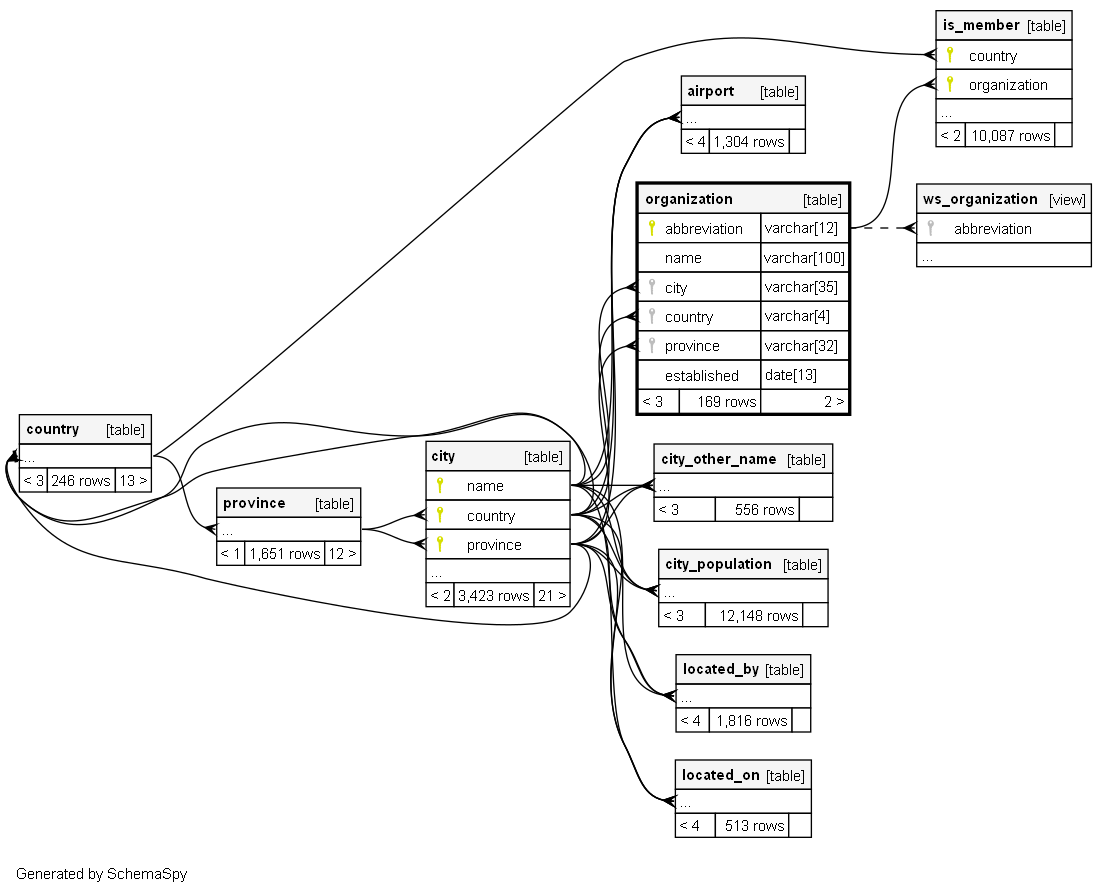 is_member [table]
country
organization
...
< 2 10,087 rows
airport [table]
...
< 4 1,304 rows
organization [table]
abbreviation varchar[12]
name varchar[100]
city varchar[35]
country varchar[4]
province varchar[32]
established date[13]
< 3 169 rows 2 >
ws_organization [view]
abbreviation
...
country [table]
...
< 3 246 rows 13 >
province [table]
...
< 1 1,651 rows 12 >
city [table]
name
country
province
...
< 2 3,423 rows 21 >
city_other_name [table]
...
< 3 556 rows
city_population [table]
...
< 3 12,148 rows
located_by [table]
...
< 4 1,816 rows
located_on [table]
...
< 4 513 rows
Generated by SchemaSpy